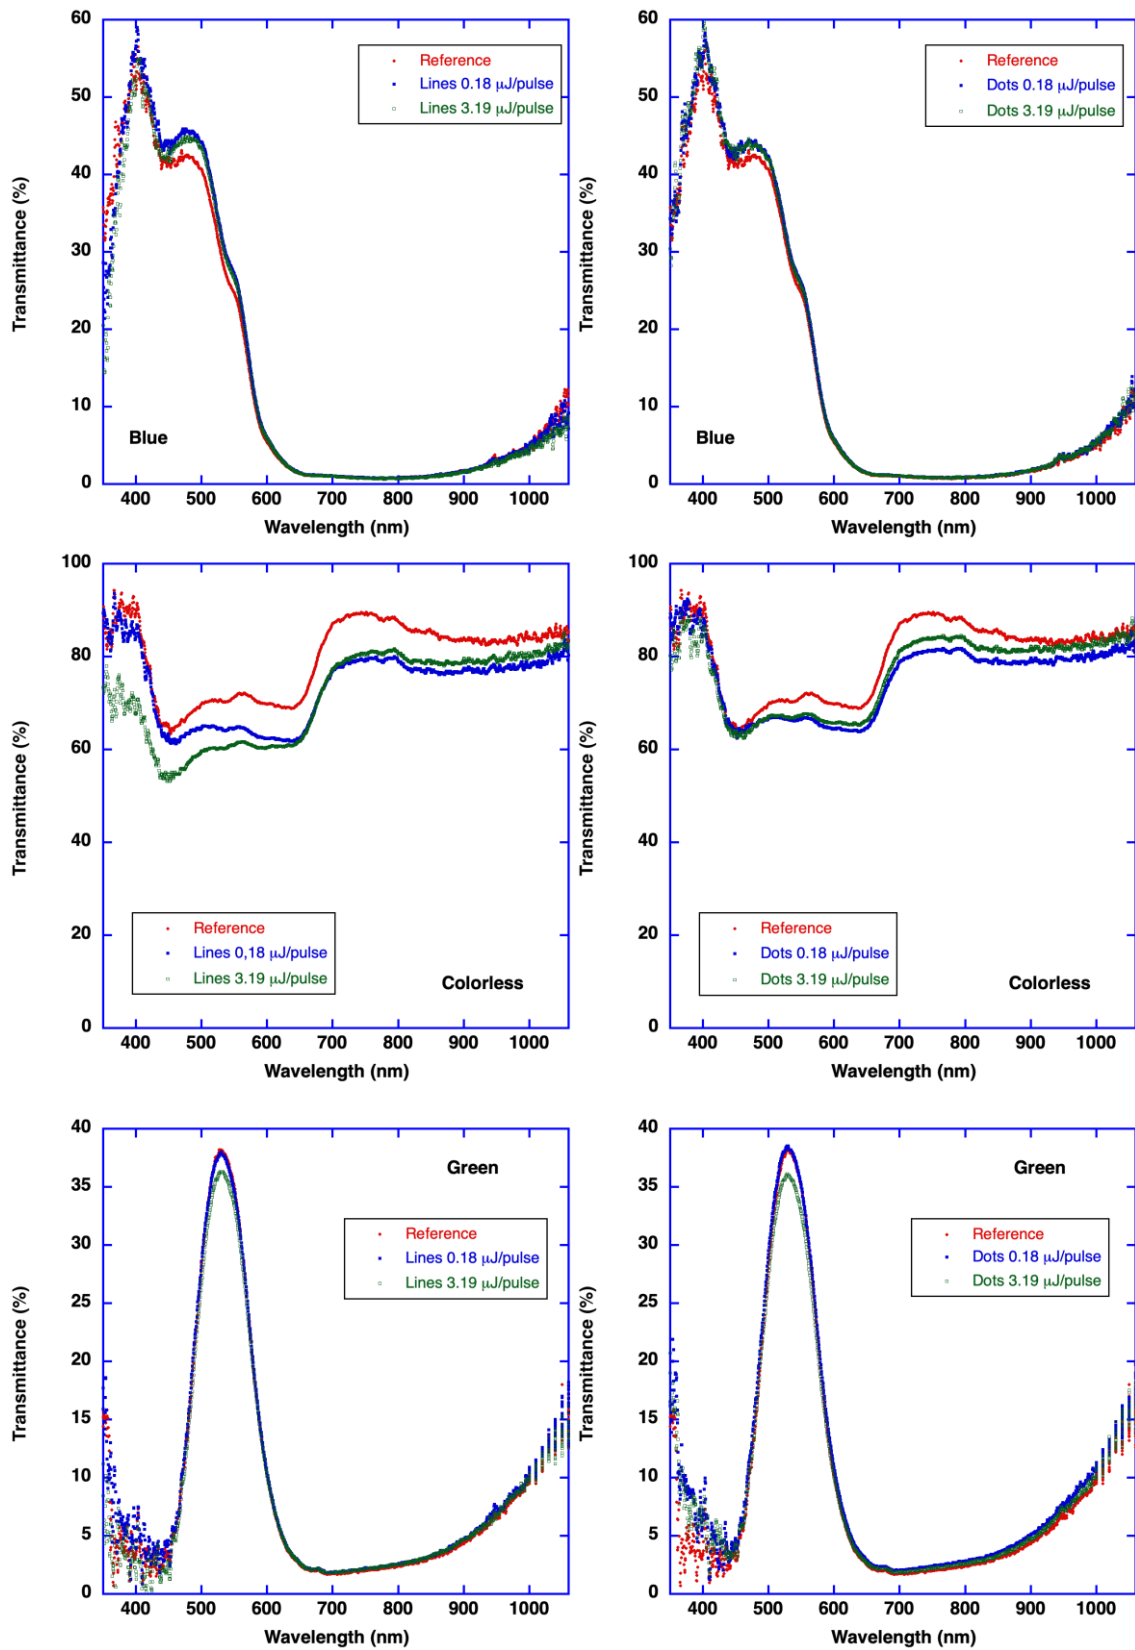 60
50
40
30
20
10
0
Transmittance (%)
Reference
Lines 0.18 µJ/pulse
Lines 3.19 µJ/pulse
Blue
400 500 600 700 800 900 1000
Wavelength (nm)
60
50
40
30
20
10
0
Transmittance (%)
Reference
Dots 0.18 µJ/pulse
Dots 3.19 µJ/pulse
Blue
400 500 600 700 800 900 1000
Wavelength (nm)
100
80
60
40
20
0
Transmittance (%)
Reference
Lines 0,18 µJ/pulse
Lines 3.19 µJ/pulse
Colorless
400 500 600 700 800 900 1000
Wavelength (nm)
100
80
60
40
20
0
Transmittance (%)
Reference
Dots 0.18 µJ/pulse
Dots 3.19 µJ/pulse
Colorless
400 500 600 700 800 900 1000
Wavelength (nm)
40
35
30
25
20
15
10
5
0
Transmittance (%)
Green
Reference
Lines 0.18 µJ/pulse
Lines 3.19 µJ/pulse
400 500 600 700 800 900 1000
Wavelength (nm)
40
35
30
25
20
15
10
5
0
Transmittance (%)
Green
Reference
Dots 0.18 µJ/pulse
Dots 3.19 µJ/pulse
400 500 600 700 800 900 1000
Wavelength (nm)